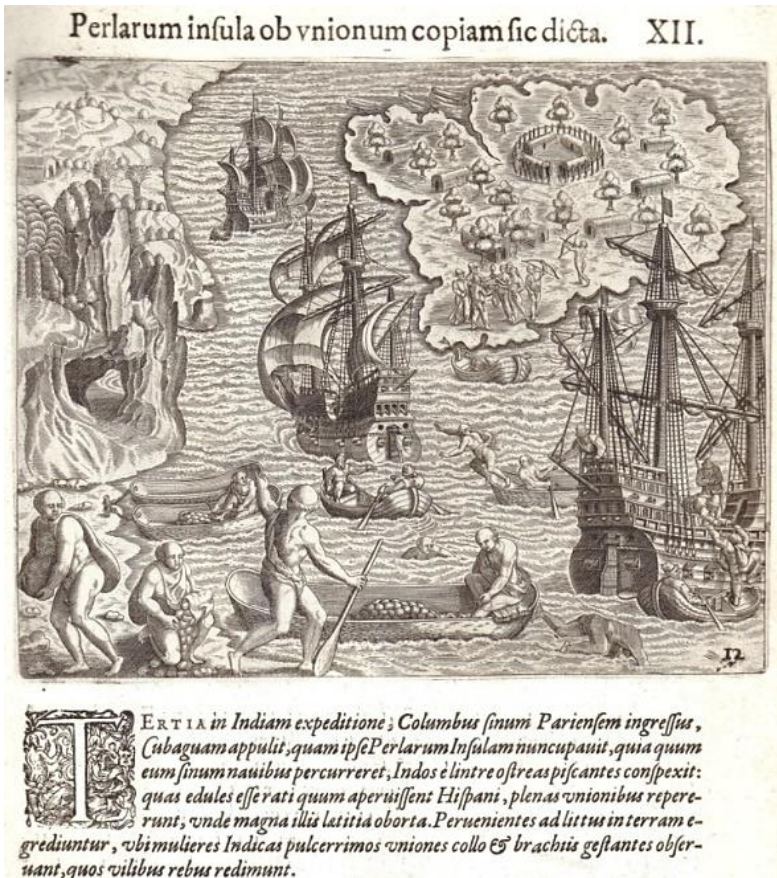 Perlarum inſula ob vnionum copiam ſic dicta. XII.
12
TERTIA in Indiam expeditione, Columbus ſinum Parienſem ingreſſus,
Cubaguam appulit, quam ipſe Perlarum Inſulam nuncupauit, quia quum
eum ſinum nauibus percurreret, Indos è lintre oſtreas piſcantes conſpexit:
quas edules eſſe rati quum aperuiſſent Hiſpani, plenas vnionibus repere-
runt, vnde magna illis lætitia oborta. Peruenientes ad littus in terram e-
grediuntur, vbi mulieres Indicas pulcerrimos vniones collo & brachiis geſtantes obſer-
uant, quos vilibus rebus redimunt.